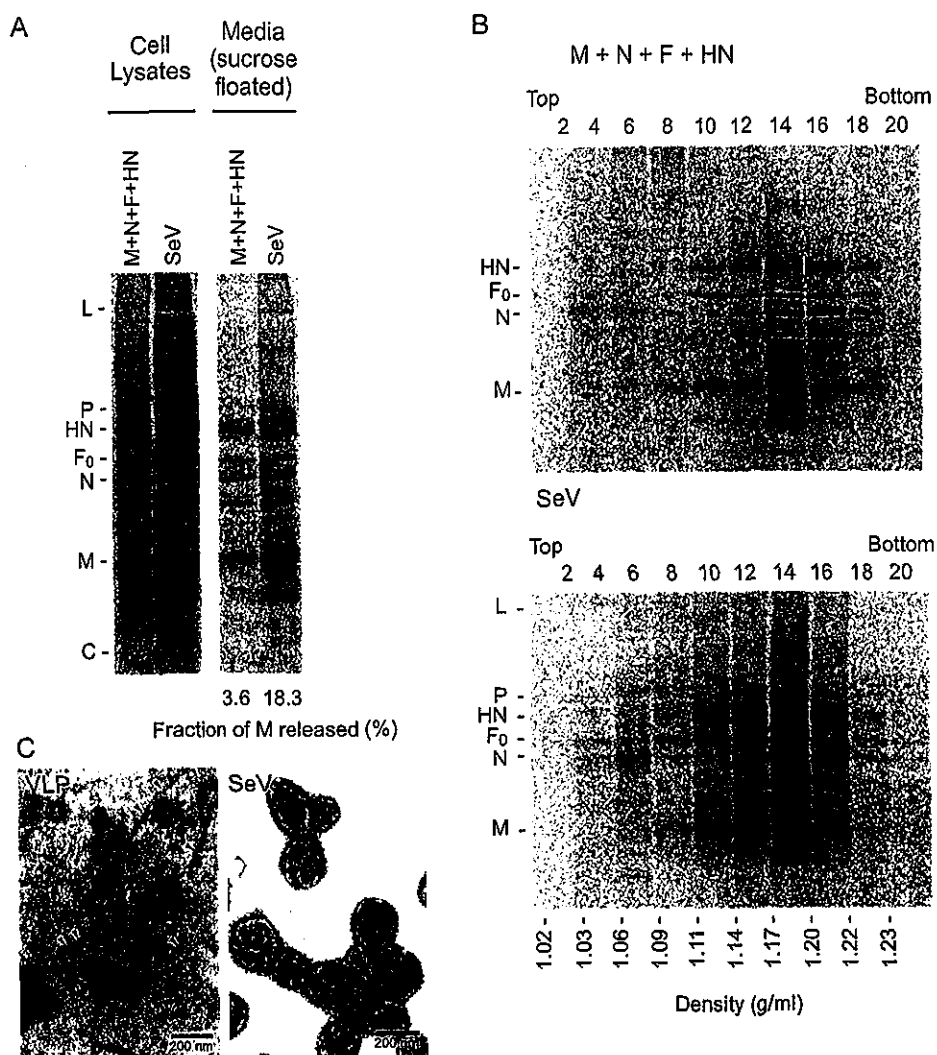 A
Cell
Lysates
Media
(sucrose
floated)
M+N+F+HN
SeV
M+N+F+HN
SeV
L -
P -
HN -
F0 -
N -
M -
C -
3.6 18.3
Fraction of M released (%)
B
M + N + F + HN
Top Bottom
2 4 6 8 10 12 14 16 18 20
HN-
F0-
N-
M-
SeV
Top Bottom
2 4 6 8 10 12 14 16 18 20
L -
P -
HN -
F0 -
N -
M -
1.02- 1.03- 1.06- 1.09- 1.11- 1.14- 1.17- 1.20- 1.22- 1.23-
Density (g/ml)
C
VLP
200 nm
SeV
200 nm